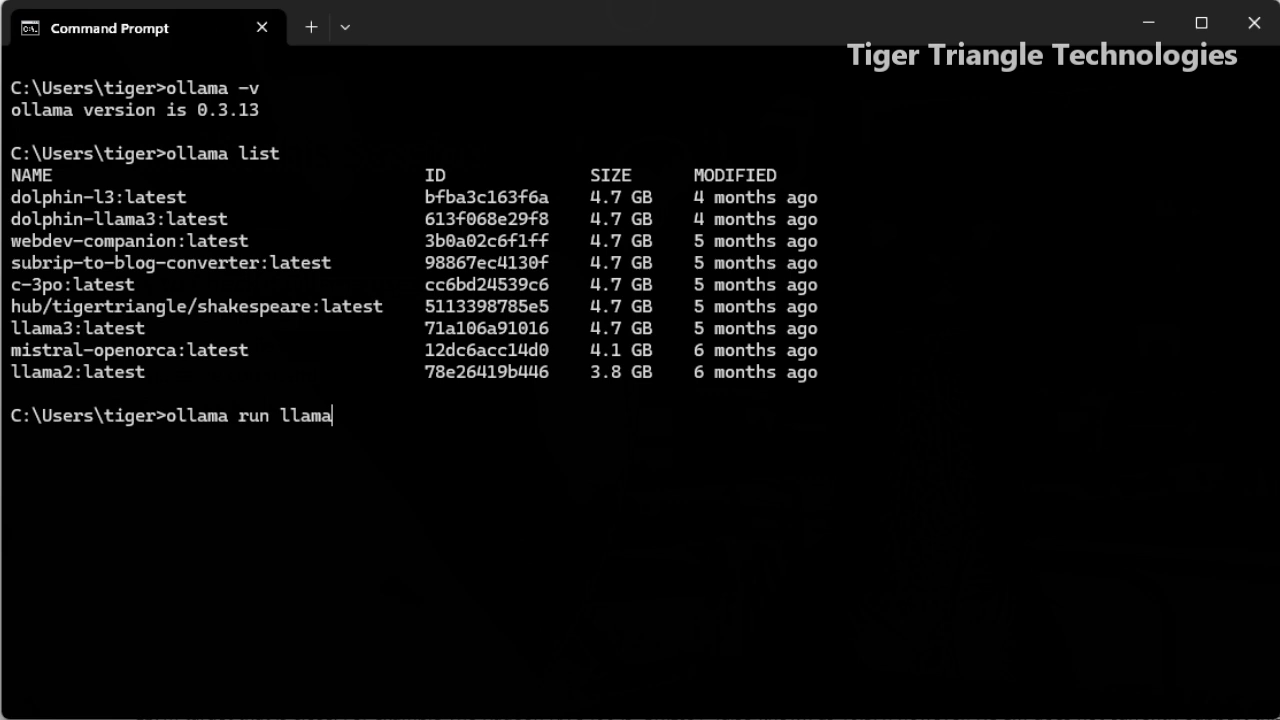 Command Prompt
Tiger Triangle Technologies
C:\Users\tiger>ollama -v
ollama version is 0.3.13
C:\Users\tiger>ollama list
NAME ID SIZE MODIFIED
dolphin-l3:latest bfba3c163f6a 4.7 GB 4 months ago
dolphin-llama3:latest 613f068e29f8 4.7 GB 4 months ago
webdev-companion:latest 3b0a02c6f1ff 4.7 GB 5 months ago
subrip-to-blog-converter:latest 98867ec4130f 4.7 GB 5 months ago
c-3po:latest cc6bd24539c6 4.7 GB 5 months ago
hub/tigertriangle/shakespeare:latest 5113398785e5 4.7 GB 5 months ago
llama3:latest 71a106a91016 4.7 GB 5 months ago
mistral-openorca:latest 12dc6acc14d0 4.1 GB 6 months ago
llama2:latest 78e26419b446 3.8 GB 6 months ago
C:\Users\tiger>ollama run llama